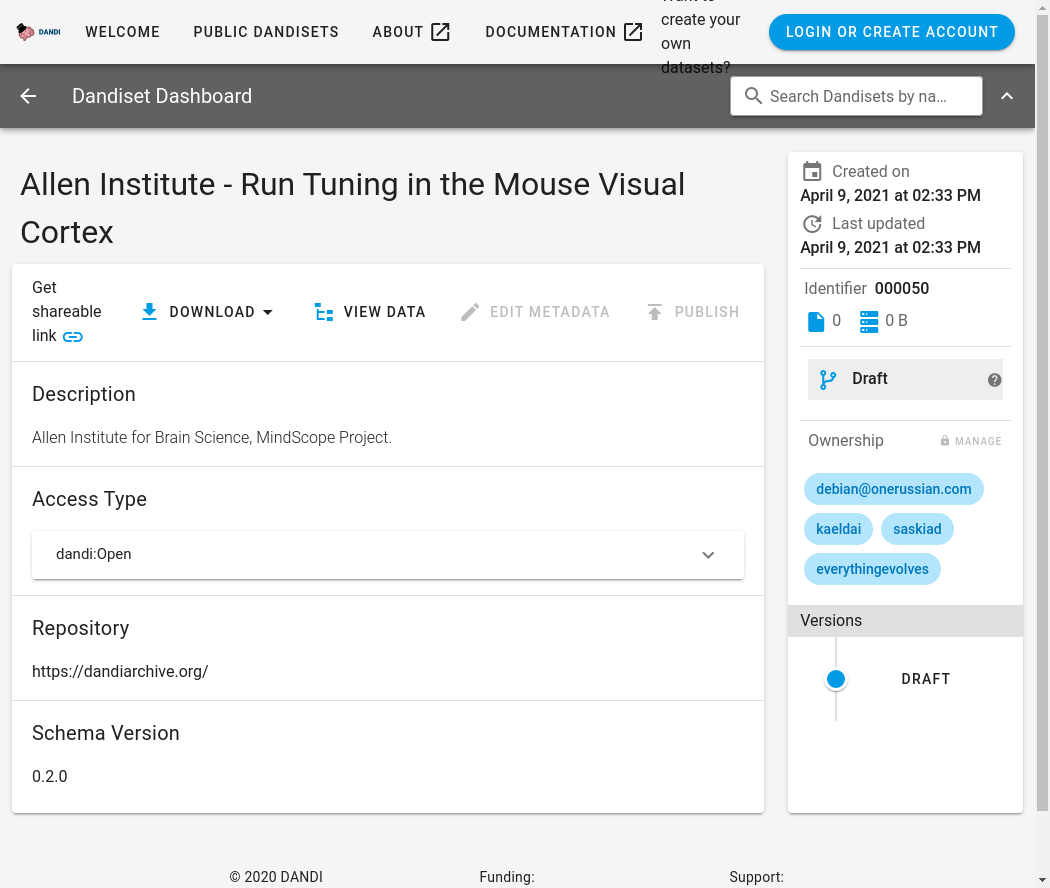 DANDI
WELCOME
PUBLIC DANDISETS
ABOUT
DOCUMENTATION
Want to
create your
own
datasets?
LOGIN OR CREATE ACCOUNT
Dandiset Dashboard
Search Dandisets by na…
Allen Institute - Run Tuning in the Mouse Visual
Cortex
Get
shareable
link
DOWNLOAD
VIEW DATA
EDIT METADATA
PUBLISH
Description
Allen Institute for Brain Science, MindScope Project.
Access Type
dandi:Open
Repository
https://dandiarchive.org/
Schema Version
0.2.0
Created on
April 9, 2021 at 02:33 PM
Last updated
April 9, 2021 at 02:33 PM
Identifier 000050
0
0 B
Draft
Ownership
MANAGE
debian@onerussian.com
kaeldai
saskiad
everythingevolves
Versions
DRAFT
© 2020 DANDI
Funding:
Support: